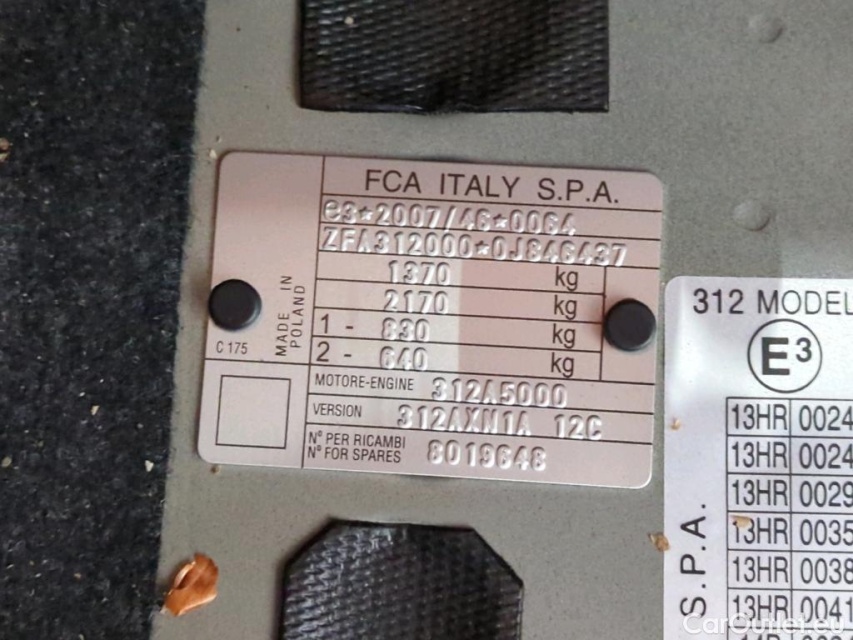 FCA ITALY S.P.A.
e3*2007/46*0064
ZFA312000*0J846437
1370 kg
2170 kg
1 - 830 kg
2 - 640 kg
MADE IN
POLAND
C 175
MOTORE-ENGINE 312A5000
VERSION 312AXN1A 12C
N° PER RICAMBI
N° FOR SPARES 8019648
312 MODEL
E3
13HR 0024
13HR 0024
13HR 0029
13HR 0035
13HR 0038
13HR 0041
S.P.A.
CarOutlet.eu